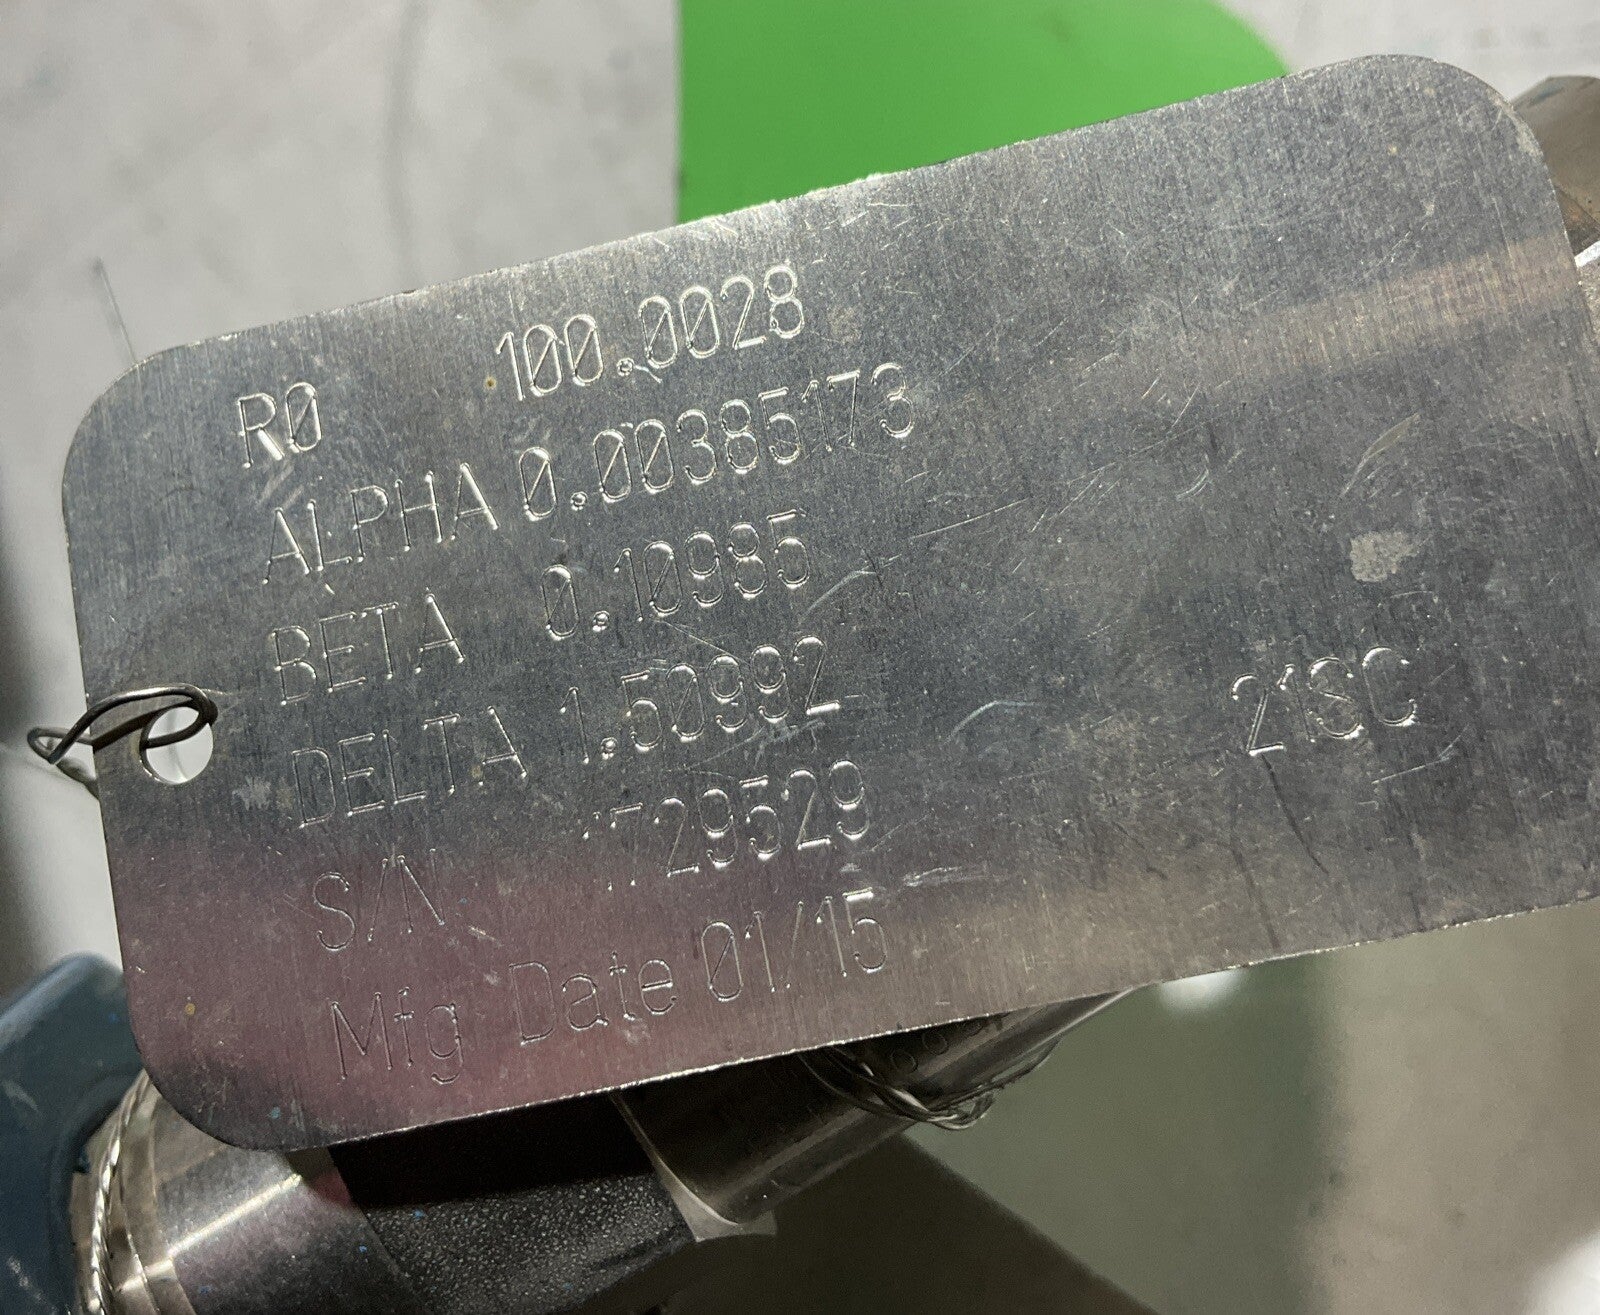 R0 100.0028
ALPHA 0.00385173
BETA 0.10985
DELTA 1.50992
21SC
S/N
Mfg Date 01/15